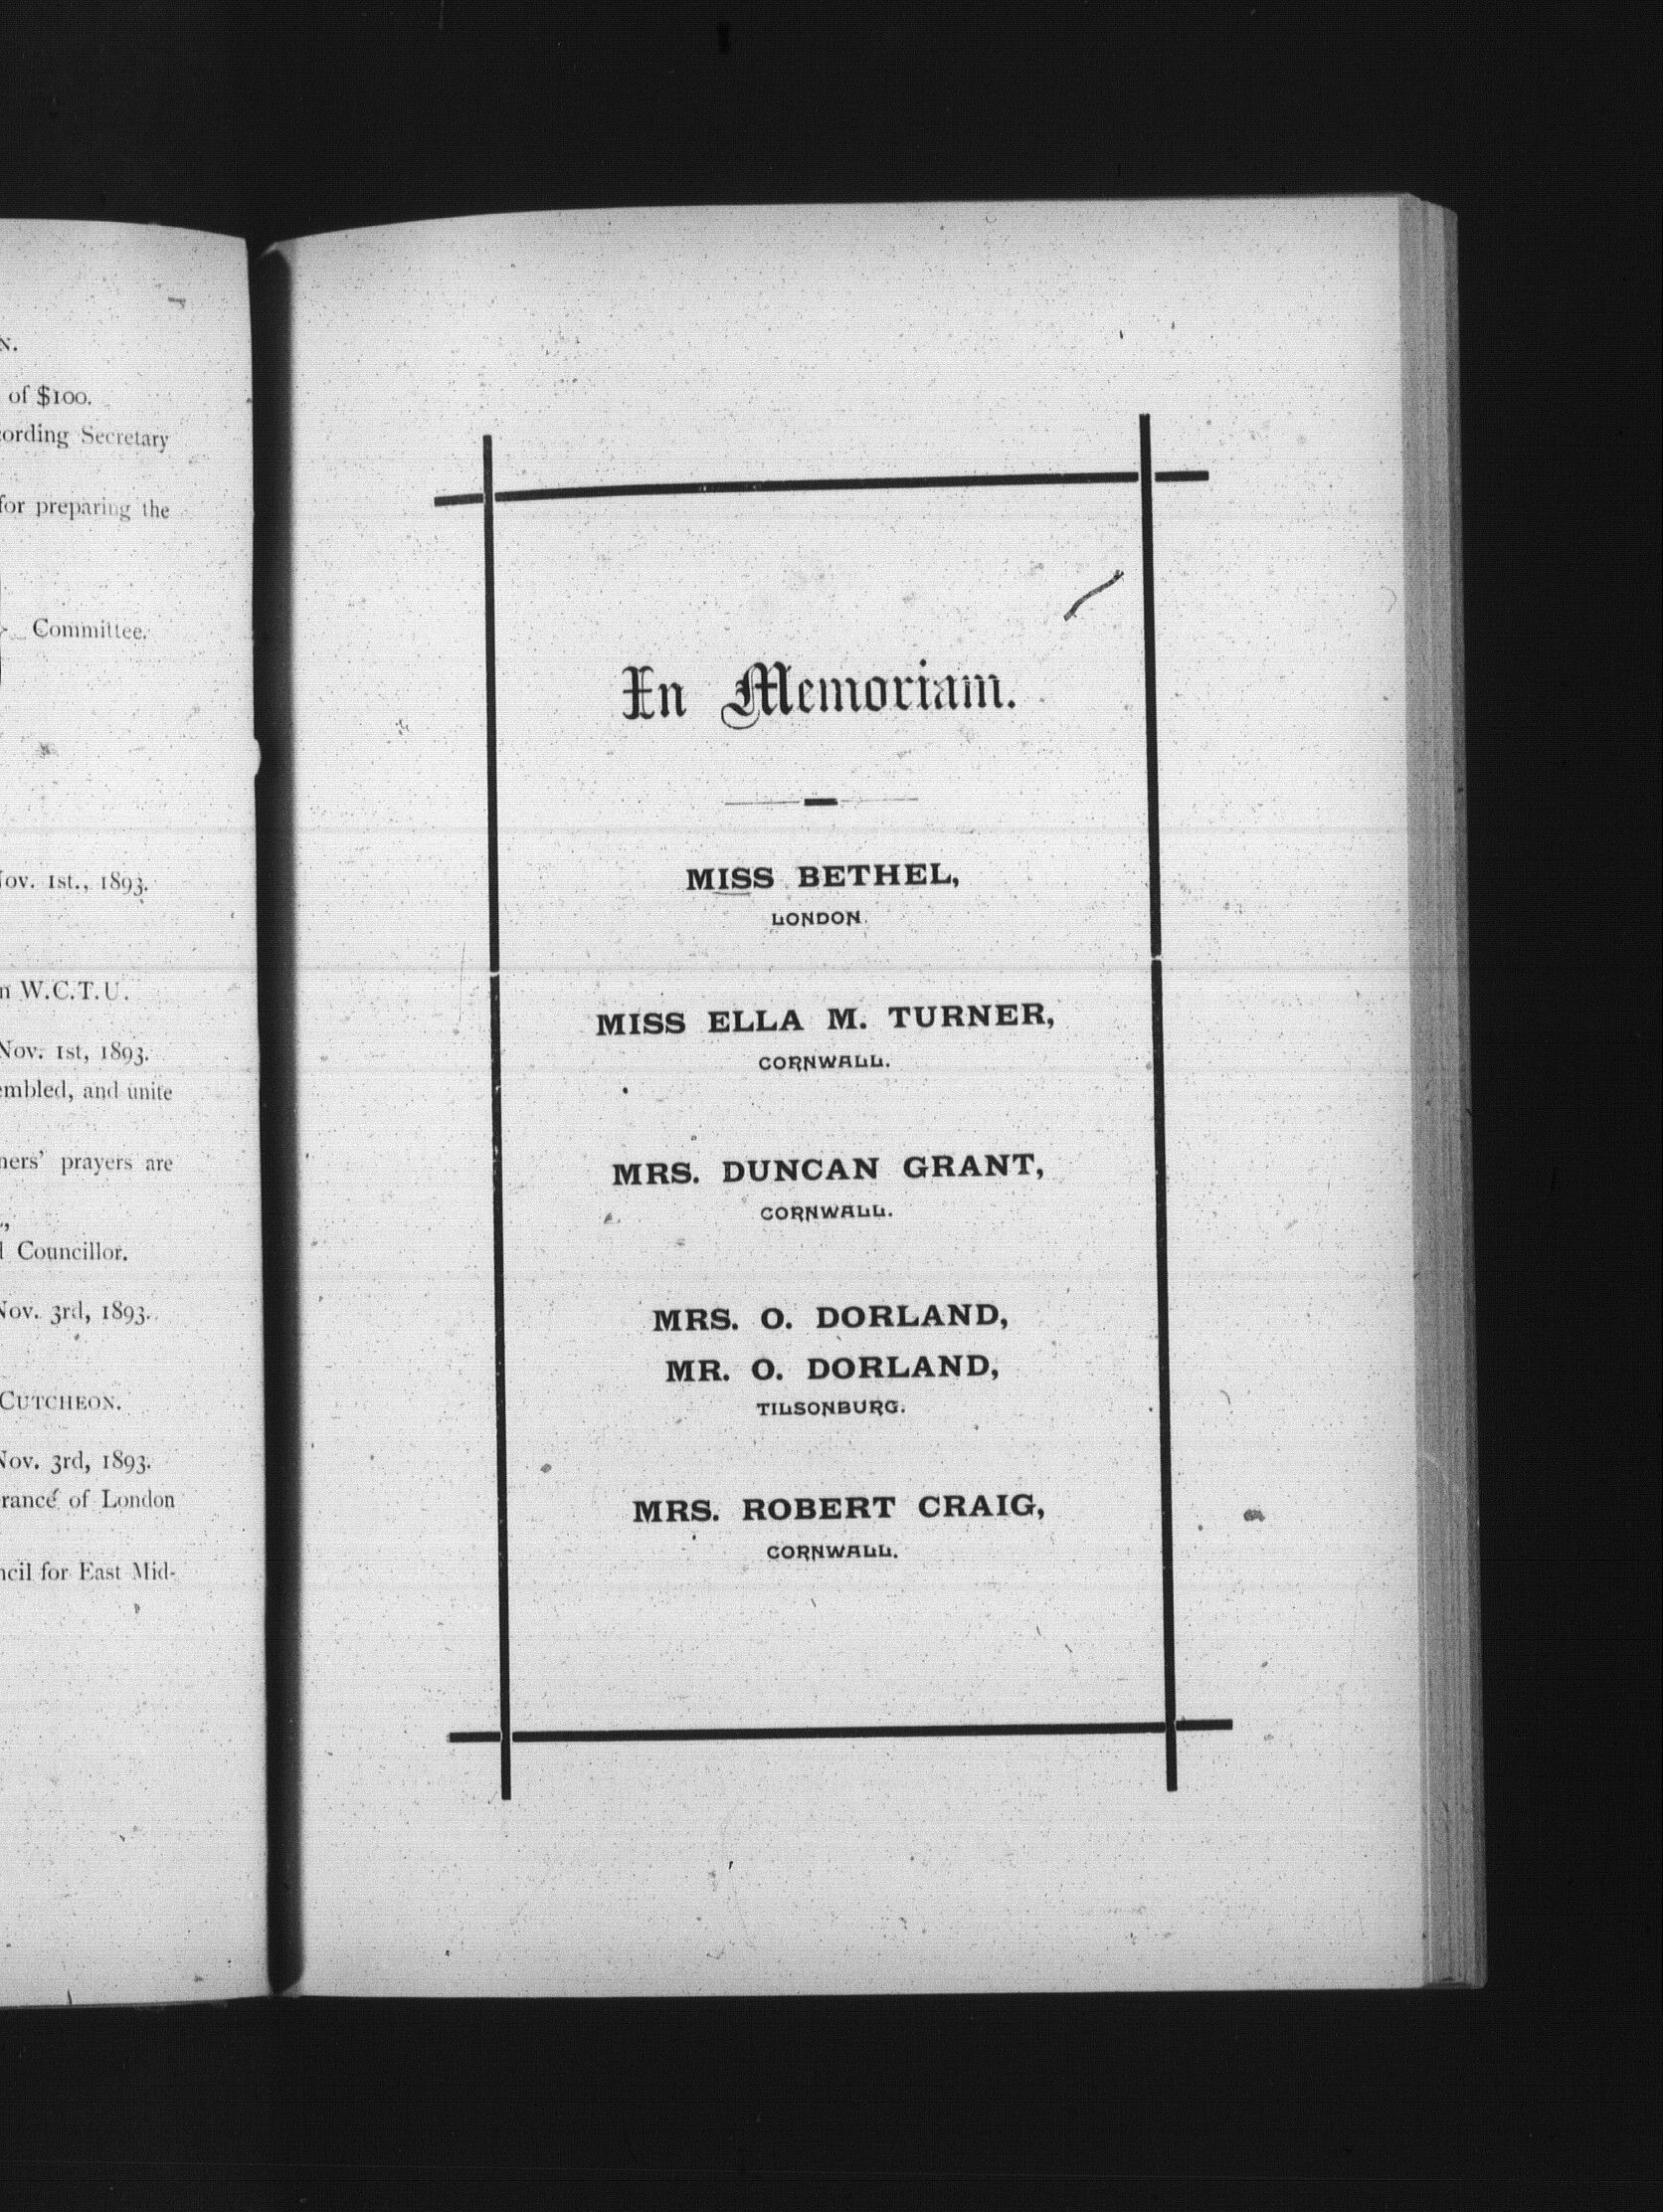 N.
of $100.
cording Secretary
for preparing the
Committee.
Nov. 1st., 1893.
n W.C.T.U.
Nov. 1st, 1893.
embled, and unite
ners' prayers are
Councillor.
Nov. 3rd, 1893.
CUTCHEON.
Nov. 3rd, 1893.
rance of London
ncil for East Mid-
In Memoriam.
MISS BETHEL,
LONDON.
MISS ELLA M. TURNER,
CORNWALL.
MRS. DUNCAN GRANT,
CORNWALL.
MRS. O. DORLAND,
MR. O. DORLAND,
TILSONBURG.
MRS. ROBERT CRAIG,
CORNWALL.